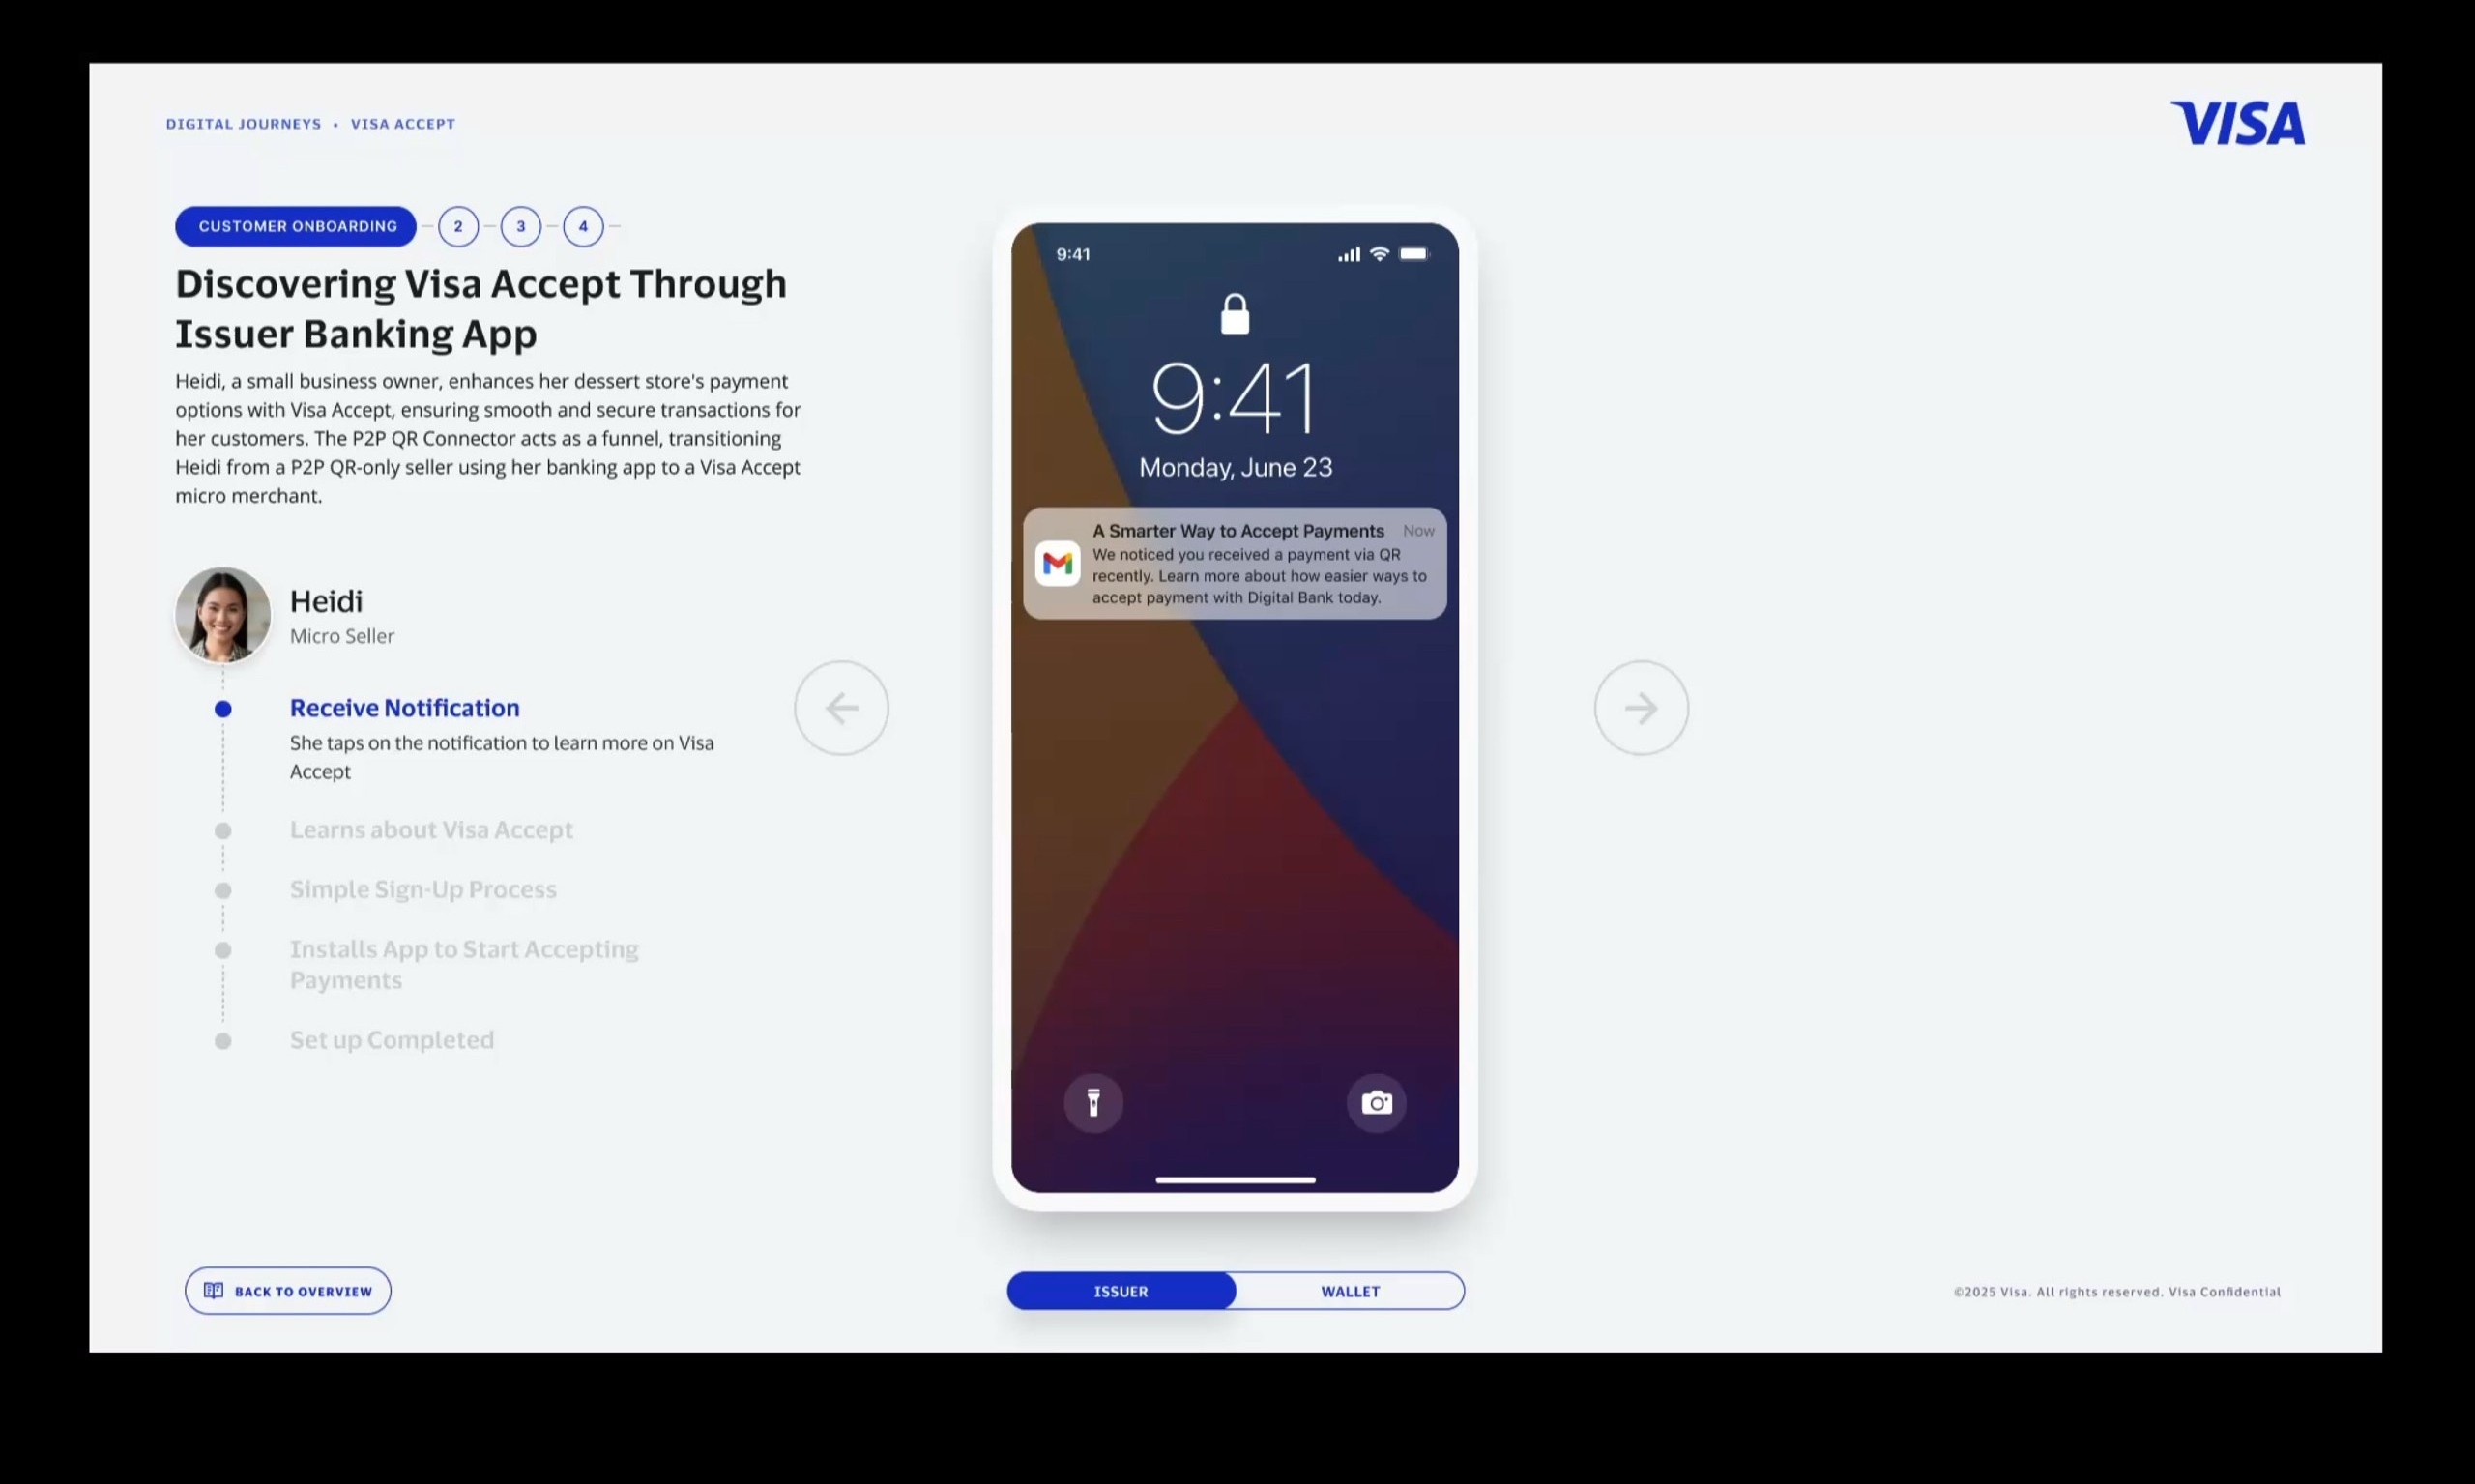 DIGITAL JOURNEYS • VISA ACCEPT
VISA
CUSTOMER ONBOARDING
2
3
4
Discovering Visa Accept Through
Issuer Banking App
Heidi, a small business owner, enhances her dessert store's payment
options with Visa Accept, ensuring smooth and secure transactions for
her customers. The P2P QR Connector acts as a funnel, transitioning
Heidi from a P2P QR-only seller using her banking app to a Visa Accept
micro merchant.
Heidi
Micro Seller
Receive Notification
She taps on the notification to learn more on Visa
Accept
Learns about Visa Accept
Simple Sign-Up Process
Installs App to Start Accepting
Payments
Set up Completed
9:41
9:41
Monday, June 23
A Smarter Way to Accept Payments Now
We noticed you received a payment via QR
recently. Learn more about how easier ways to
accept payment with Digital Bank today.
BACK TO OVERVIEW
ISSUER
WALLET
©2025 Visa. All rights reserved. Visa Confidential